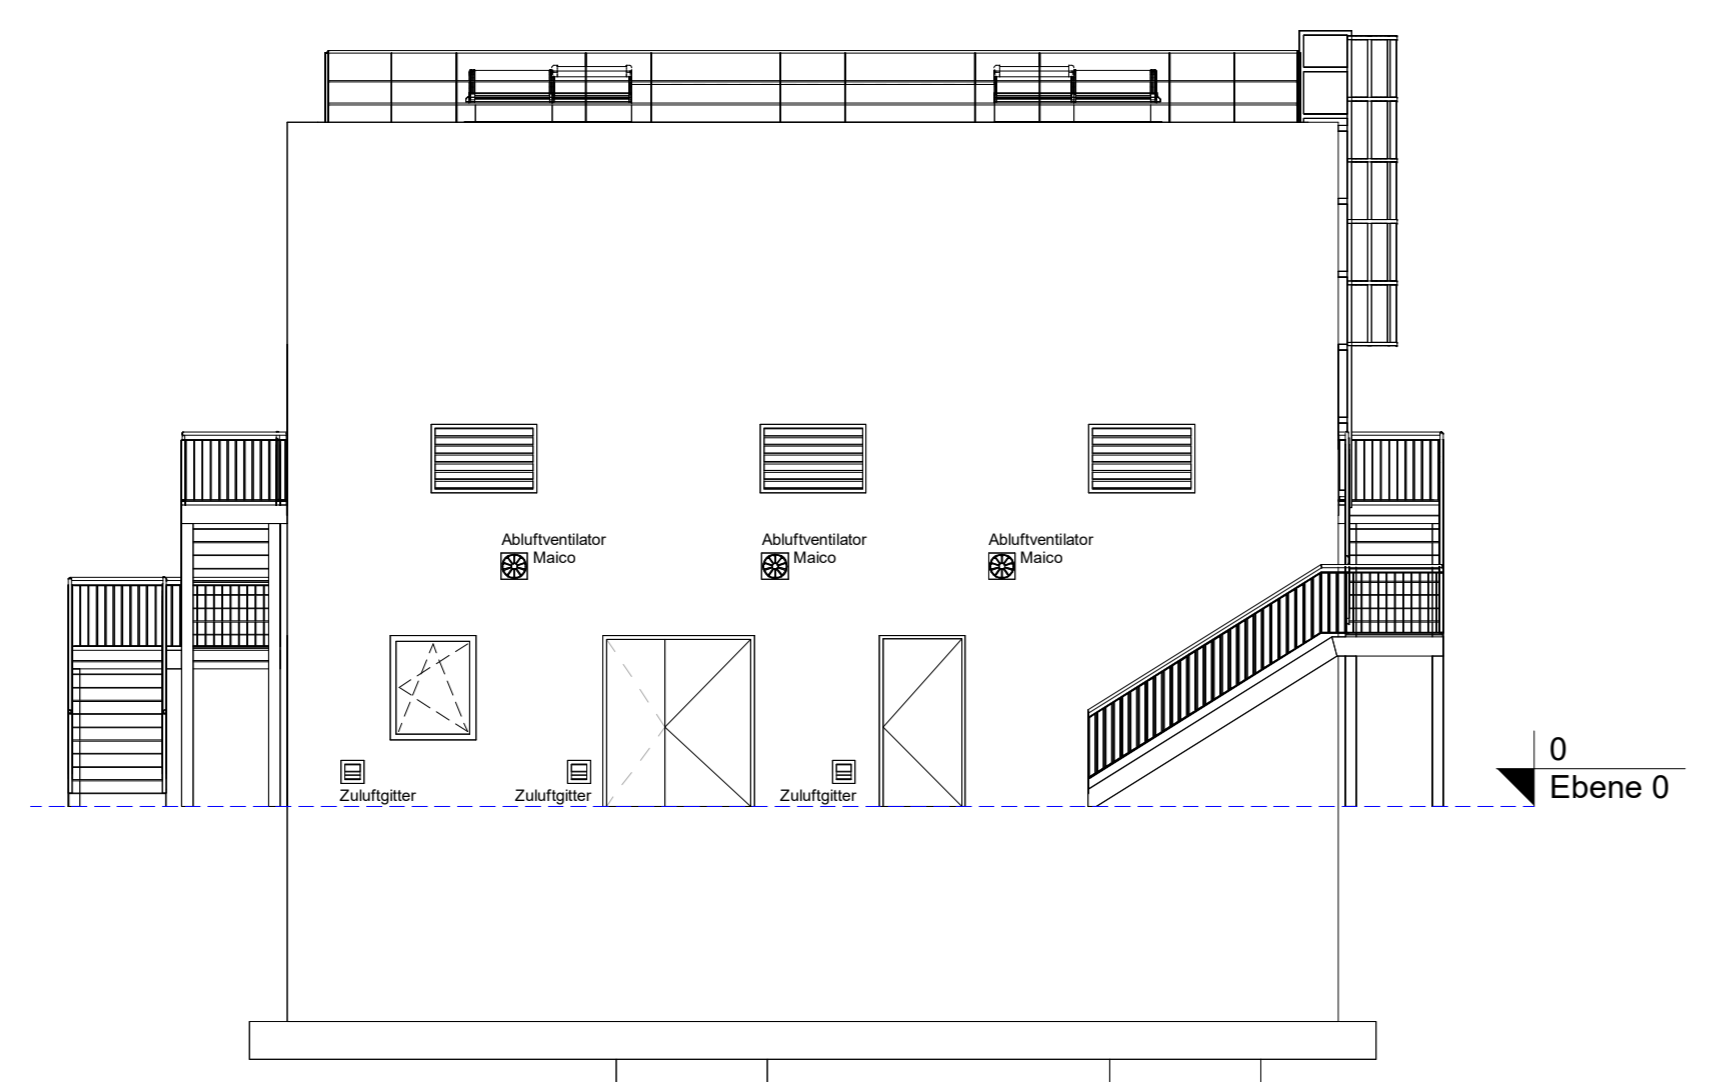 Abluftventilator
Maico
Abluftventilator
Maico
Abluftventilator
Maico
Zuluftgitter
Zuluftgitter
Zuluftgitter
0
Ebene 0